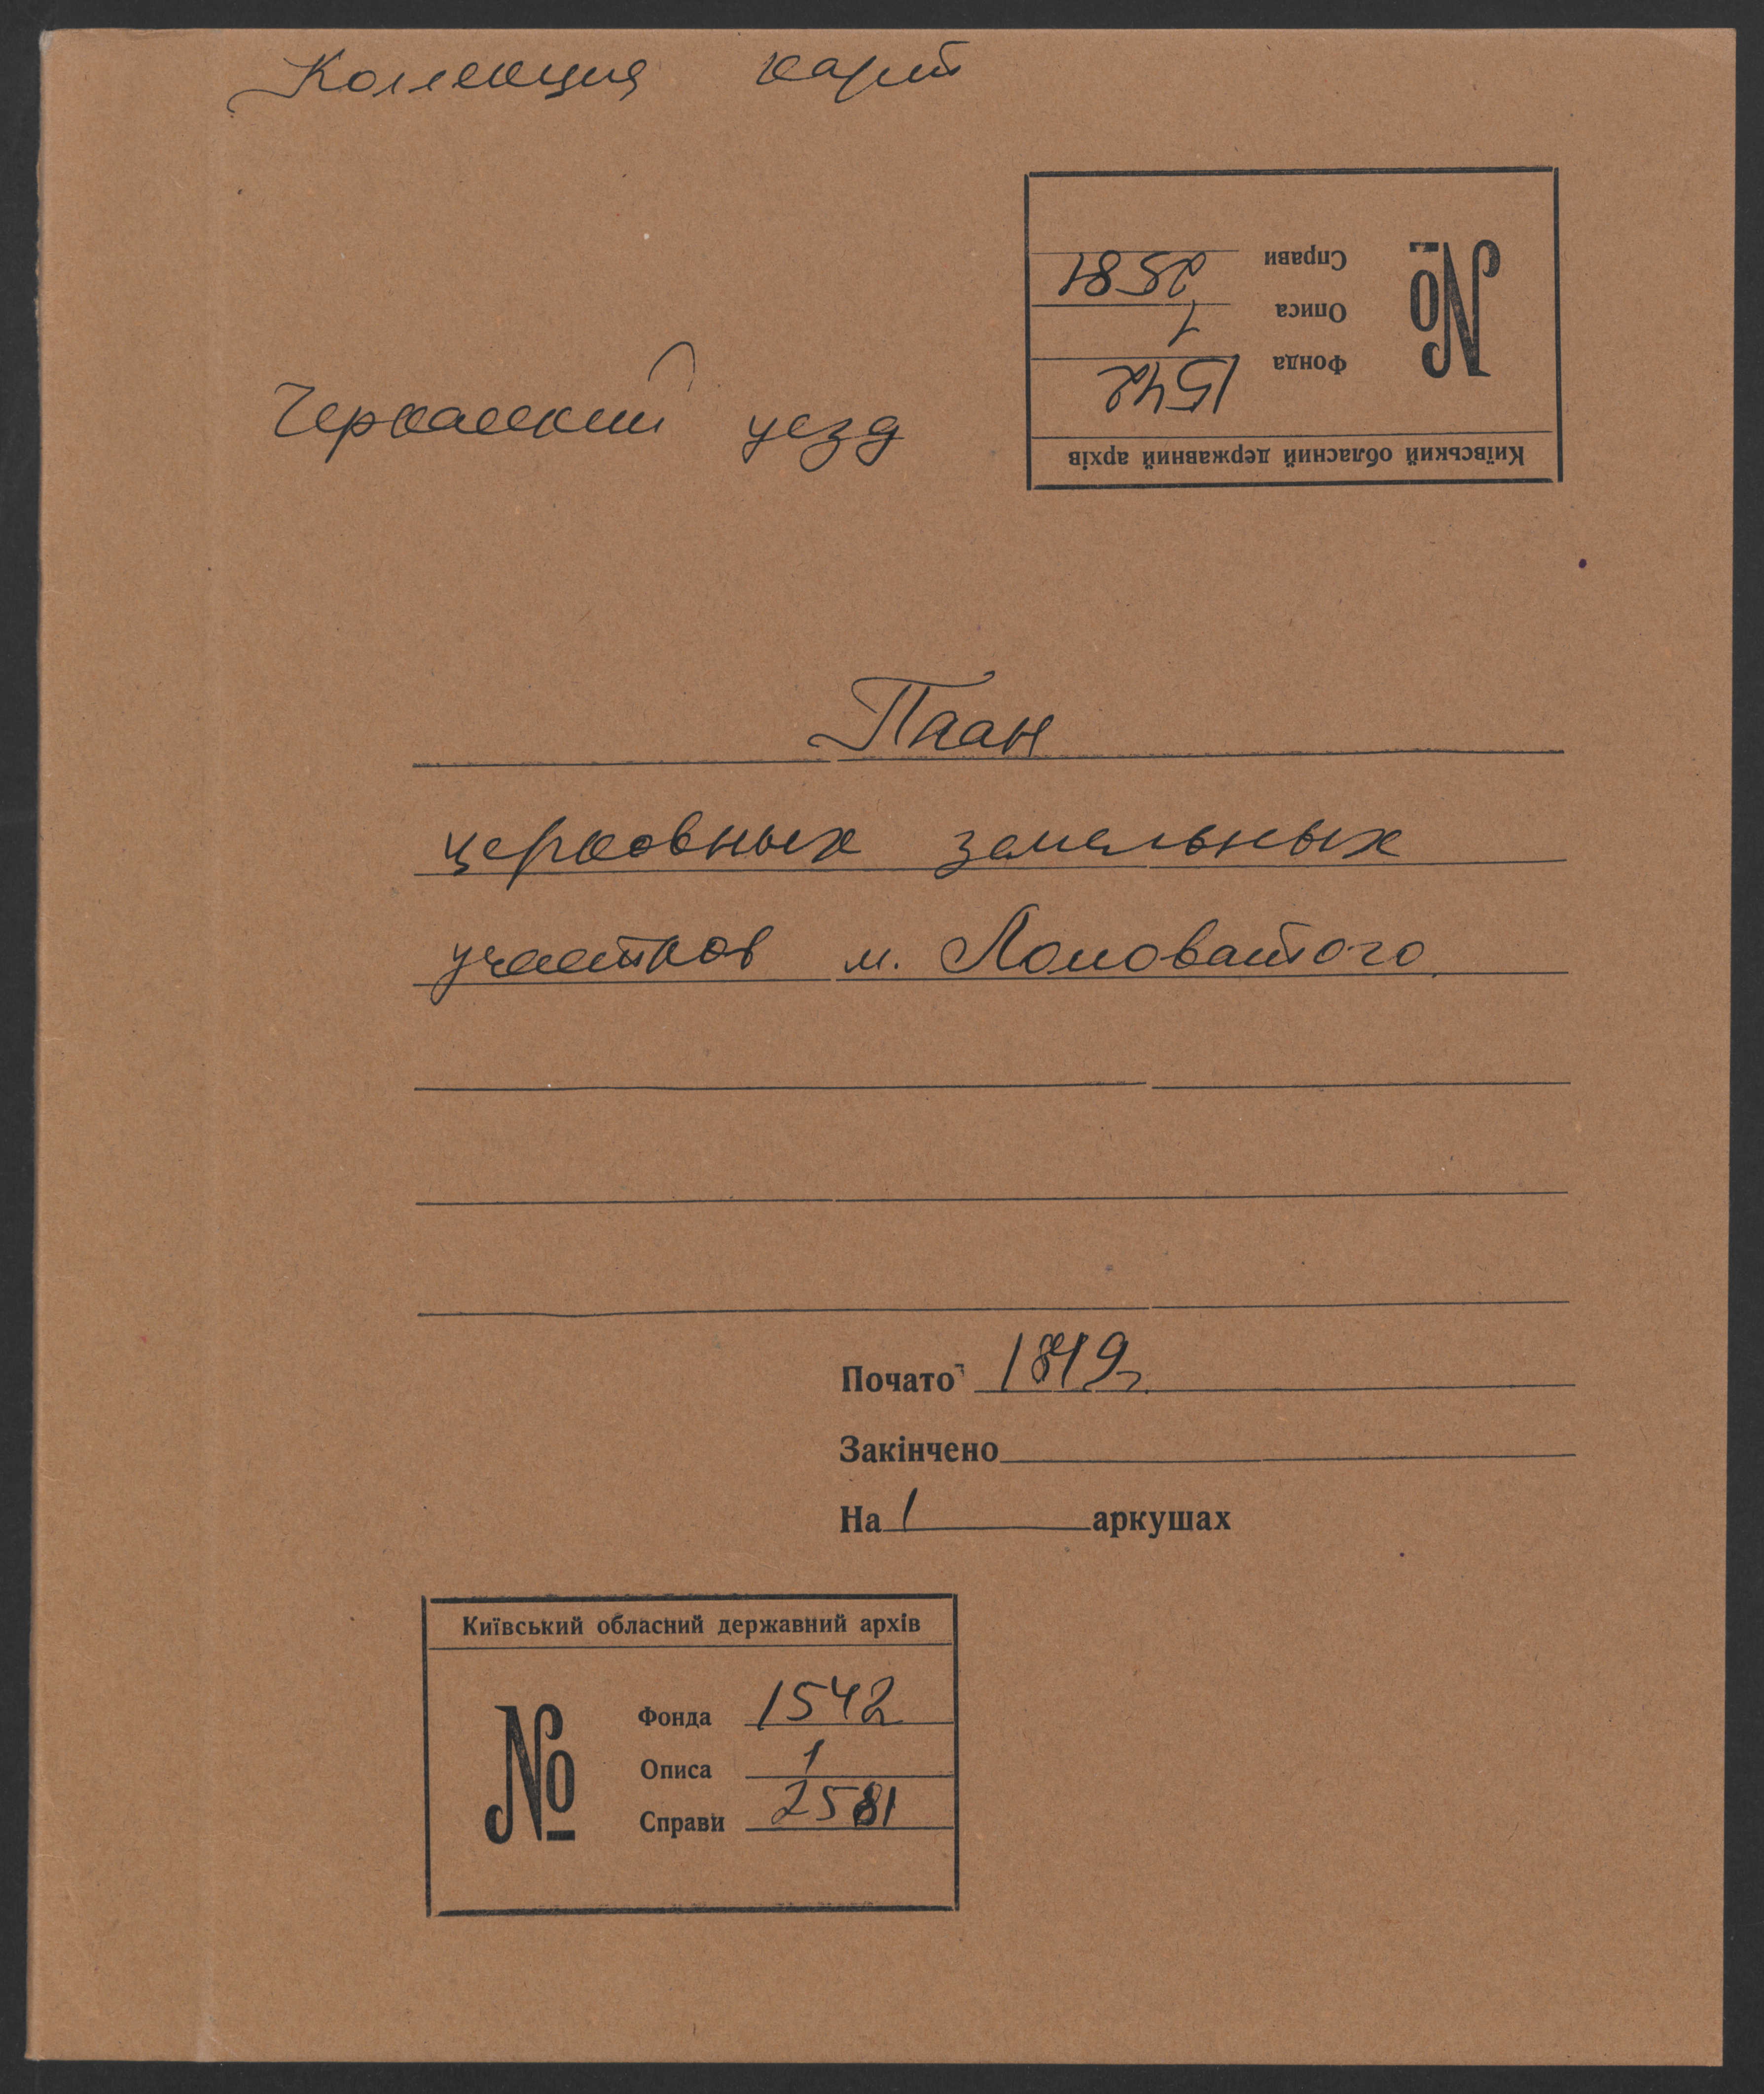 Коллекция карт
Київський обласний державний архів
№
Фонда 1542
Описа 1
Справи 2581
Черкасский уезд
План
церковных земельных
участков м. Ломоватого
Почато 1849г.
Закінчено
На 1 аркушах
Київський обласний державний архів
№
Фонда 1542
Описа 1
Справи 2581